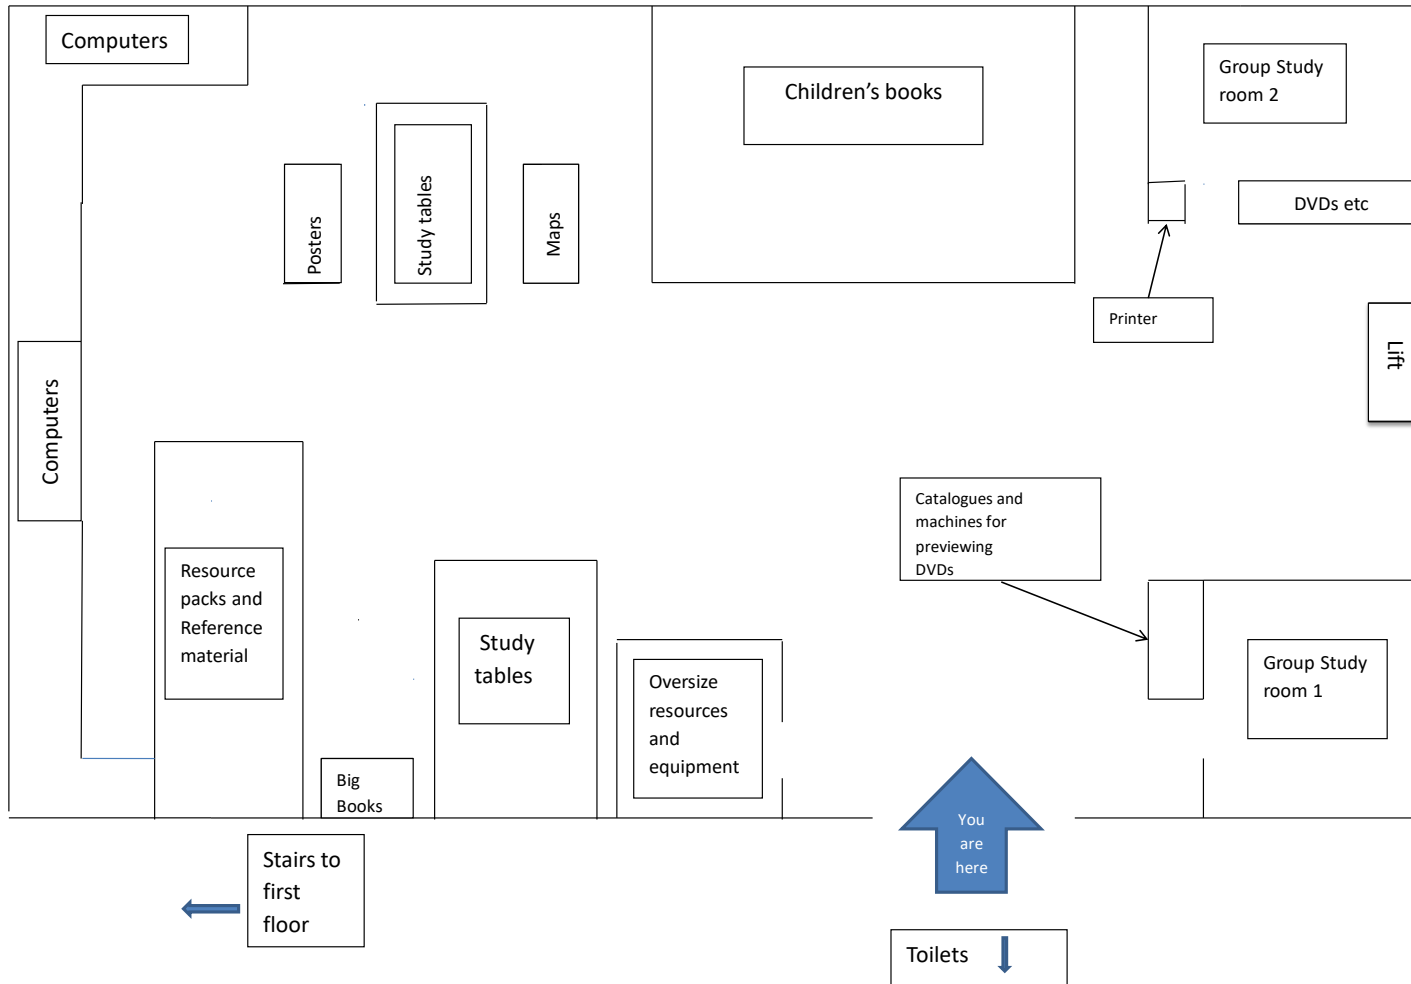 Computers
Children’s books
Group Study
room 2
Posters
Study tables
Maps
DVDs etc
Printer
Lift
Computers
Catalogues and
machines for
previewing
DVDs
Resource
packs and
Reference
material
Study
tables
Oversize
resources
and
equipment
Group Study
room 1
Big
Books
You
are
here
Stairs to
first
floor
Toilets